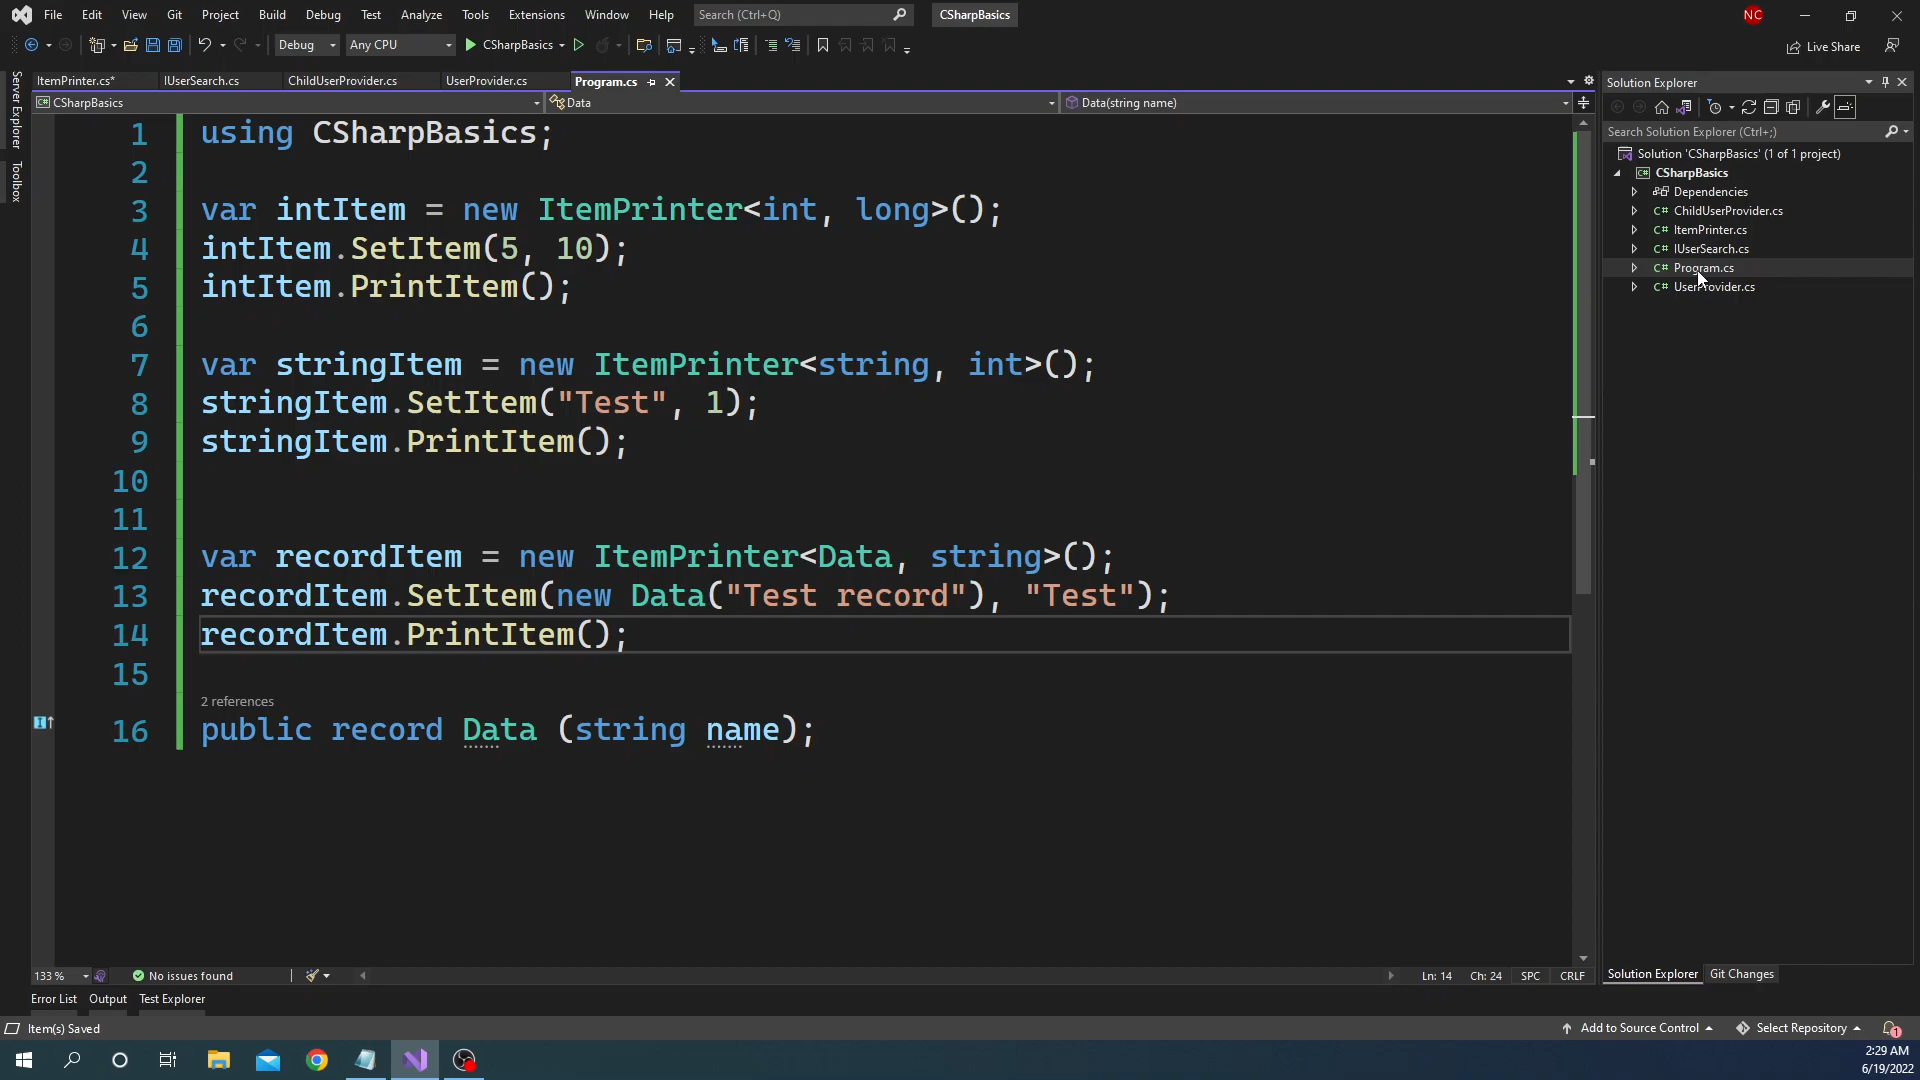 File Edit View Git Project Build Debug Test Analyze Tools Extensions Window Help Search (Ctrl+Q) CSharpBasics NC
Debug Any CPU CSharpBasics Live Share
Server Explorer
Toolbox
ItemPrinter.cs* IUserSearch.cs ChildUserProvider.cs UserProvider.cs Program.cs
CSharpBasics Data Data(string name)
1 using CSharpBasics;
2
3 var intItem = new ItemPrinter<int, long>();
4 intItem.SetItem(5, 10);
5 intItem.PrintItem();
6
7 var stringItem = new ItemPrinter<string, int>();
8 stringItem.SetItem("Test", 1);
9 stringItem.PrintItem();
10
11
12 var recordItem = new ItemPrinter<Data, string>();
13 recordItem.SetItem(new Data("Test record"), "Test");
14 recordItem.PrintItem();
15
2 references
16 public record Data (string name);
Solution Explorer
Search Solution Explorer (Ctrl+;)
Solution 'CSharpBasics' (1 of 1 project)
C# CSharpBasics
Dependencies
C# ChildUserProvider.cs
C# ItemPrinter.cs
C# IUserSearch.cs
C# Program.cs
C# UserProvider.cs
133 % No issues found Ln: 14 Ch: 24 SPC CRLF
Solution Explorer Git Changes
Error List Output Test Explorer
Item(s) Saved Add to Source Control Select Repository 1
2:29 AM
6/19/2022